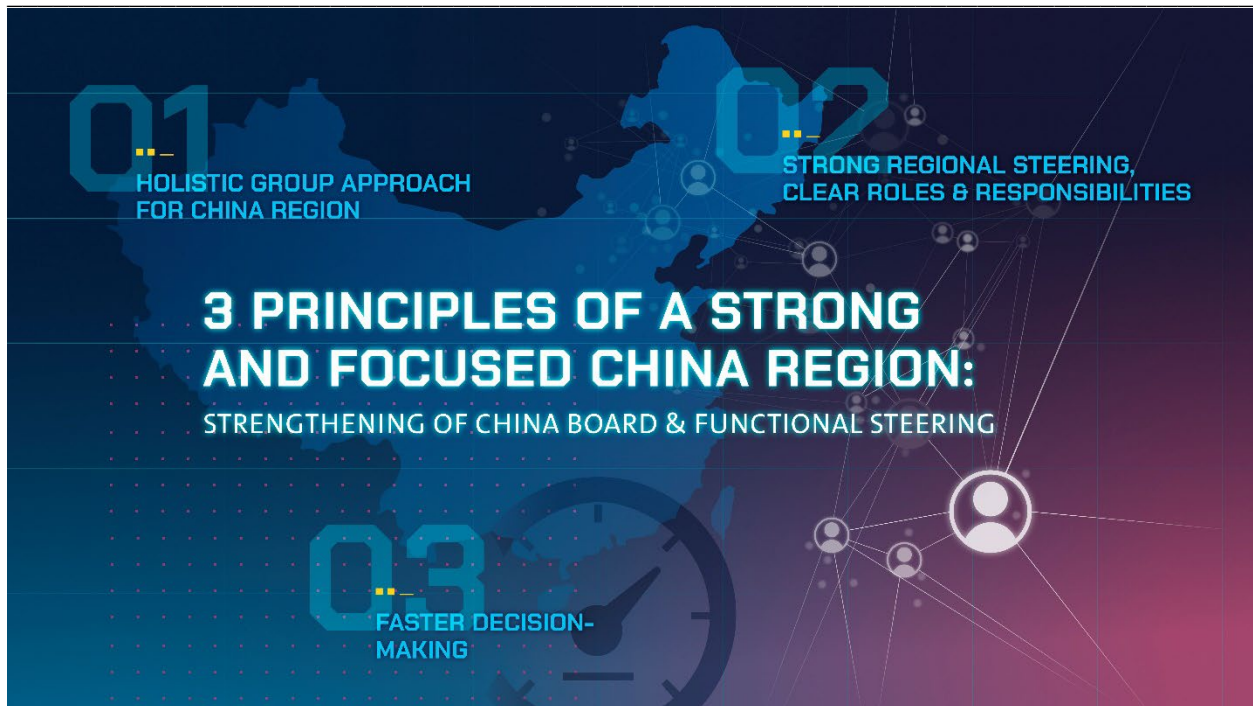 01
HOLISTIC GROUP APPROACH
FOR CHINA REGION
02
STRONG REGIONAL STEERING,
CLEAR ROLES & RESPONSIBILITIES
3 PRINCIPLES OF A STRONG
AND FOCUSED CHINA REGION:
STRENGTHENING OF CHINA BOARD & FUNCTIONAL STEERING
03
FASTER DECISION-
MAKING